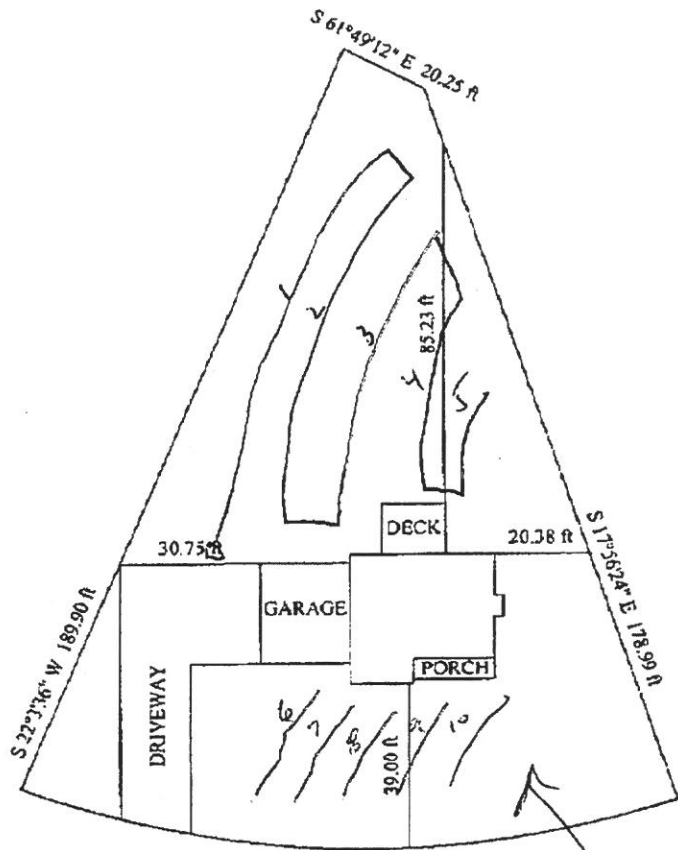 S 61°49'12" E 20.25 ft
1
2
3
85.23 ft
4
5
DECK
30.75 ft
20.38 ft
GARAGE
S 17°56'24" E 178.99 ft
S 22°3'36" W 189.90 ft
DRIVEWAY
PORCH
6
7
8
9
10
39.00 ft